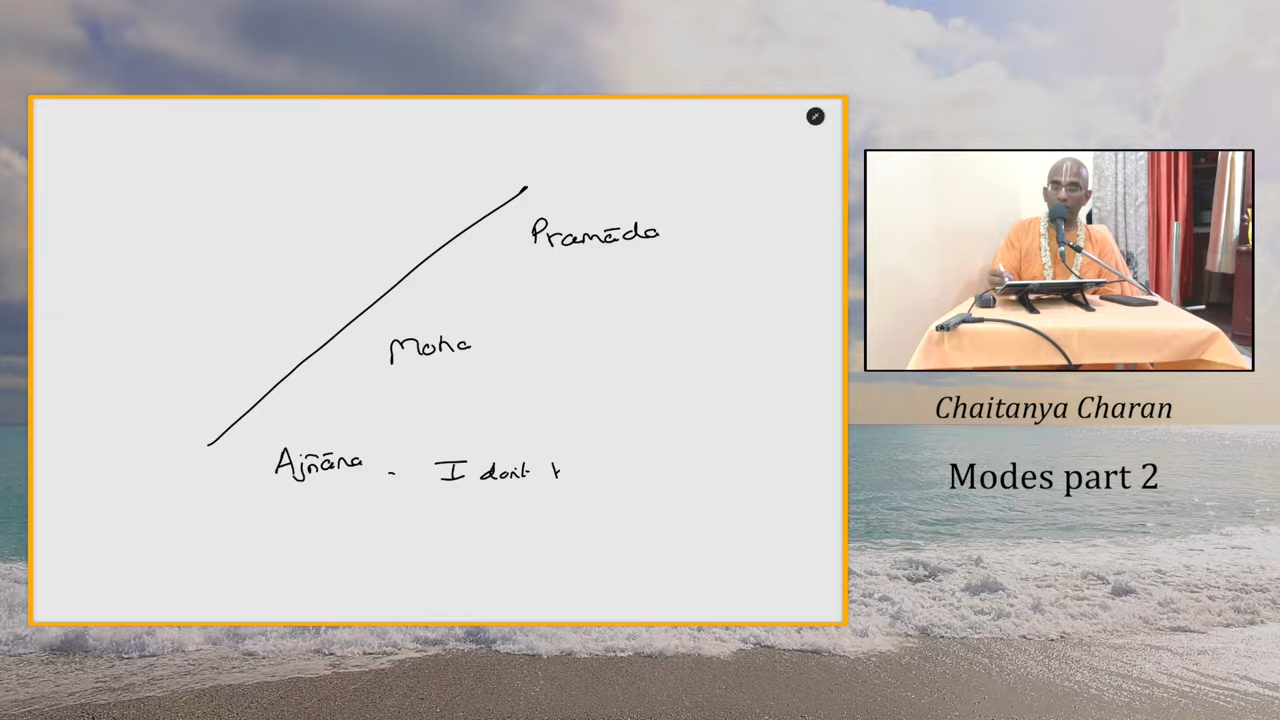 Pramāda
Moha
Ajñāna - I don't
Chaitanya Charan
Modes part 2